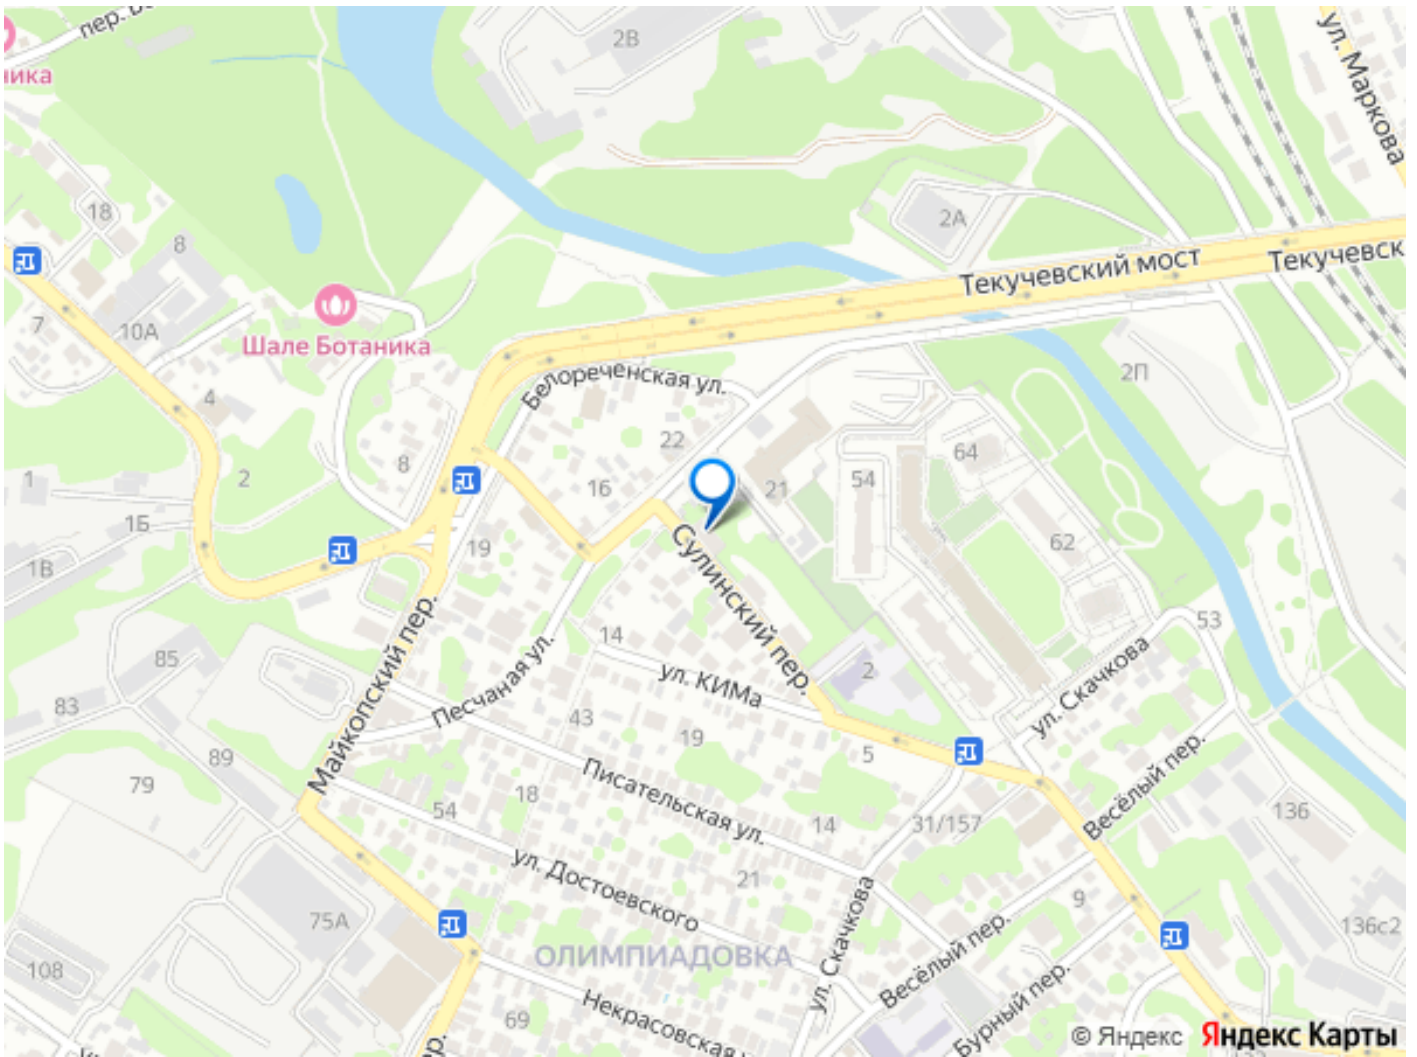 пер.
2В
ул. Маркова
ника
18
2А
8
Текучевский мост
Текучевск
7
10А
Шале Ботаника
2П
Белореченская ул.
4
22
64
8
1
2
16
21
54
1Б
19
62
1В
Сулинский пер.
14
53
85
2
ул. КИМа
ул. Скачкова
Майкопский пер.
Песчаная ул.
83
43
19
5
89
Весёлый пер.
79
Писательская ул.
18
54
14
31/157
136
ул. Достоевского
21
ул. Скачкова
9
75А
136с2
Весёлый пер.
ОЛИМПИАДОВКА
108
Бурный пер.
Некрасовская
69
2
© Яндекс
Яндекс Карты